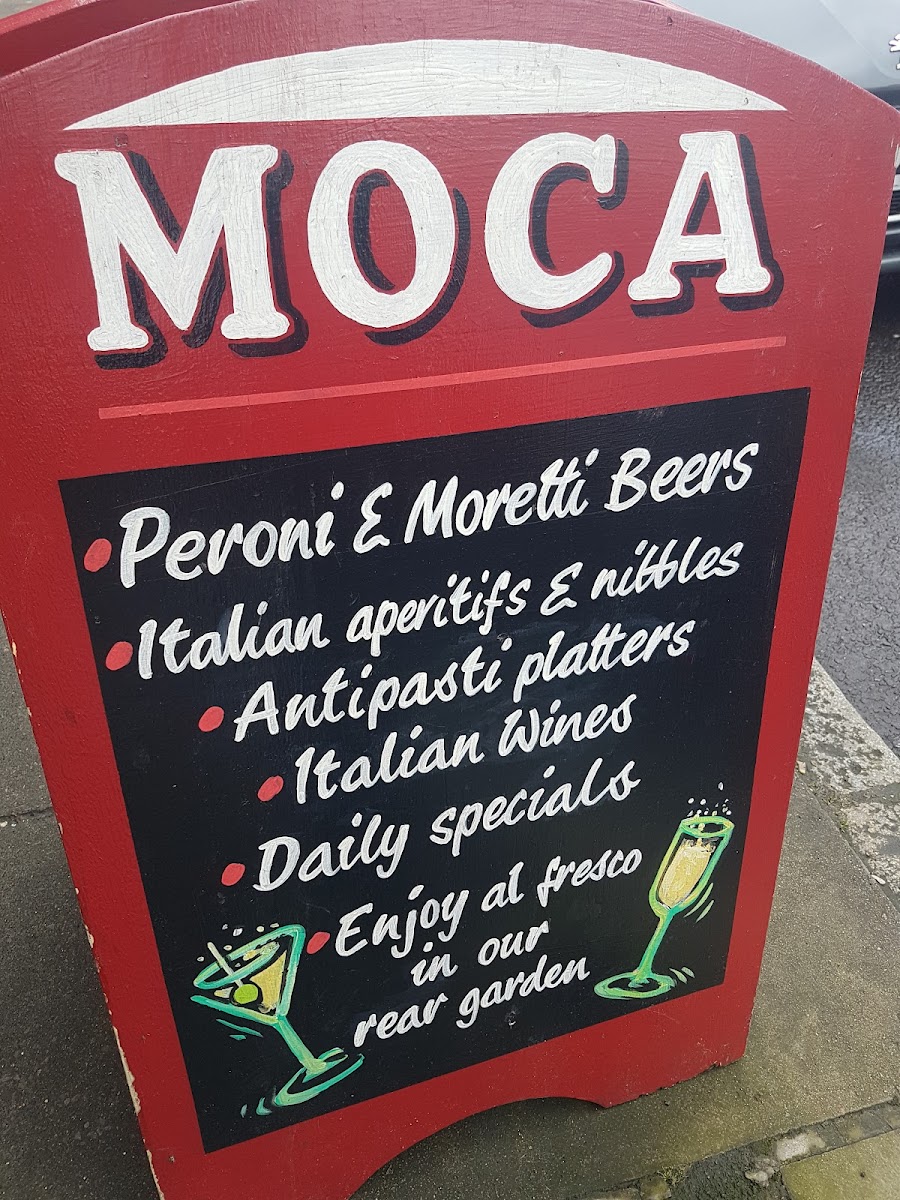 MOCA
• Peroni & Moretti Beers
• Italian aperitifs & nibbles
• Antipasti platters
• Italian Wines
• Daily specials
• Enjoy al fresco
in our
rear garden